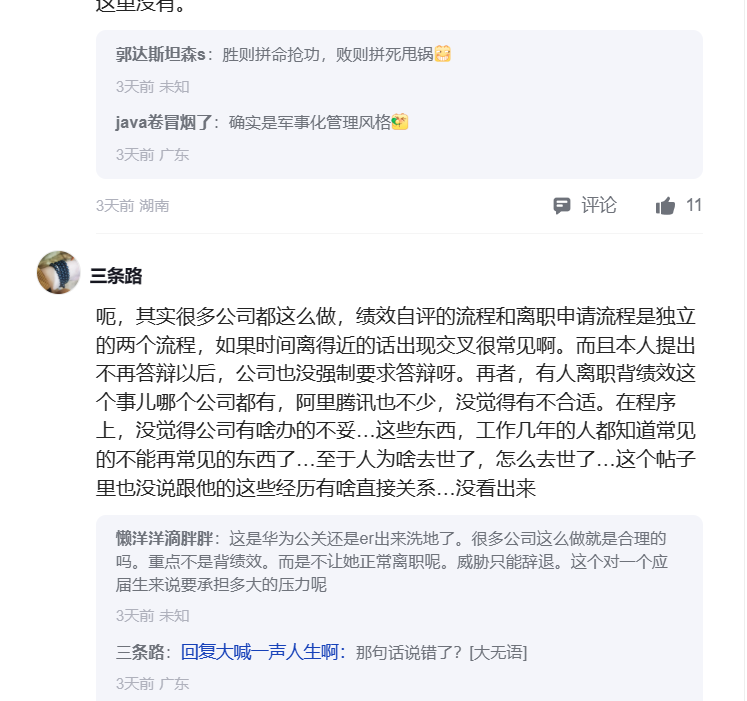 这里没有。
郭达斯坦森s：胜则拼命抢功，败则拼死甩锅
3天前 未知
java卷冒烟了：确实是军事化管理风格
3天前 广东
3天前 湖南
评论
11
三条路
呃，其实很多公司都这么做，绩效自评的流程和离职申请流程是独立
的两个流程，如果时间离得近的话出现交叉很常见啊。而且本人提出
不再答辩以后，公司也没强制要求答辩呀。再者，有人离职背绩效这
个事儿哪个公司都有，阿里腾讯也不少，没觉得有不合适。在程序
上，没觉得公司有啥办的不妥...这些东西，工作几年的人都知道常见
的不能再常见的东西了...至于人为啥去世了，怎么去世了...这个帖子
里也没说跟他的这些经历有啥直接关系...没看出来
懒洋洋滴胖胖：这是华为公关还是er出来洗地了。很多公司这么做就是合理的
吗。重点不是背绩效。而是不让她正常离职呢。威胁只能辞退。这个对一个应
届生来说要承担多大的压力呢
3天前 未知
三条路：回复大喊一声人生啊：那句话说错了？[大无语]
3天前 广东